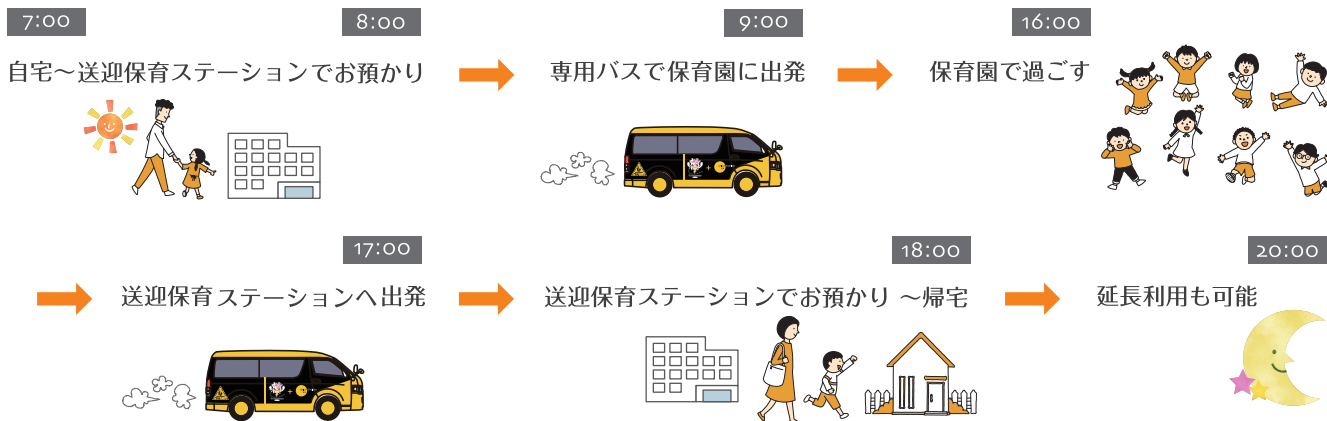 7:00
8:00
9:00
16:00
自宅～送迎保育ステーションでお預かり
専用バスで保育園に出発
保育園で過ごす
17:00
18:00
20:00
送迎保育ステーションへ出発
送迎保育ステーションでお預かり ～帰宅
延長利用も可能